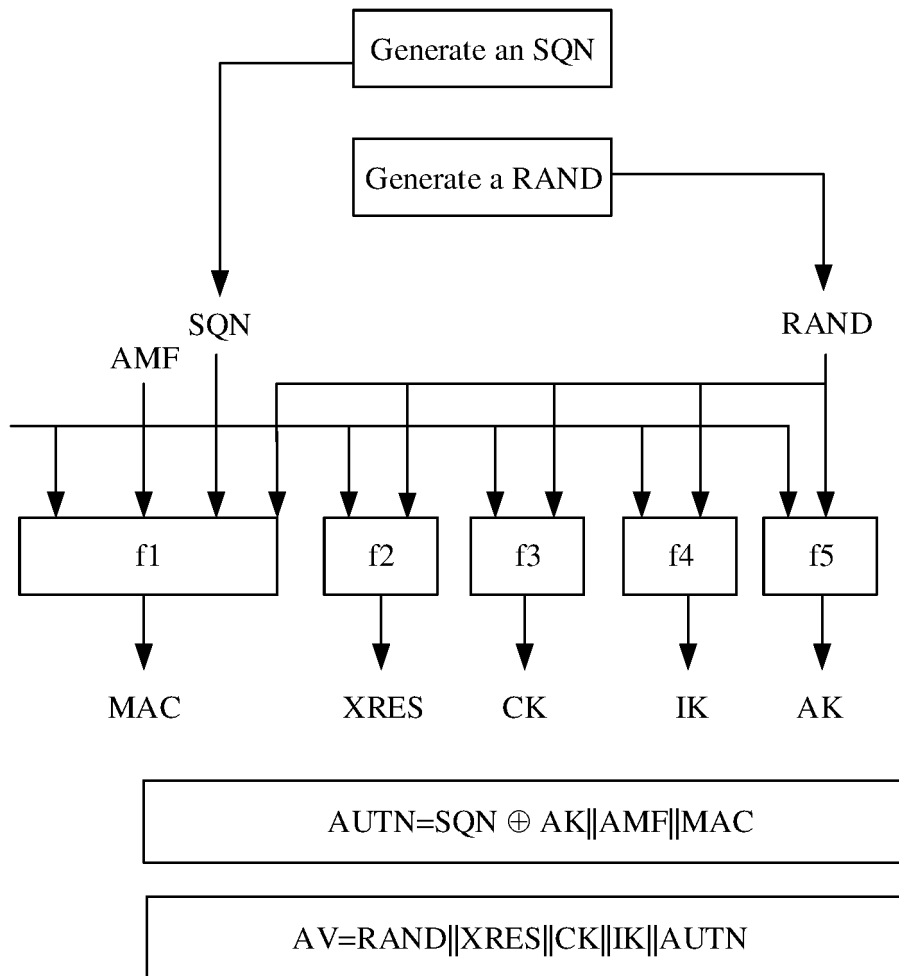 Generate an SQN
Generate a RAND
SQN
RAND
AMF
f1
f2
f3
f4
f5
MAC
XRES
CK
IK
AK
AUTN=SQN ⊕ AK||AMF||MAC
AV=RAND||XRES||CK||IK||AUTN